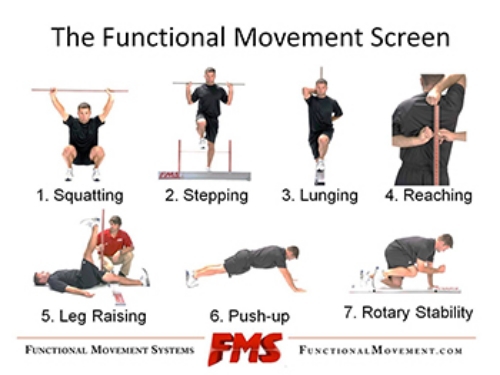 The Functional Movement Screen
FMS
1. Squatting
2. Stepping
3. Lunging
4. Reaching
5. Leg Raising
6. Push-up
7. Rotary Stability
FUNCTIONAL MOVEMENT SYSTEMS
FMS
FUNCTIONALMOVEMENT.COM